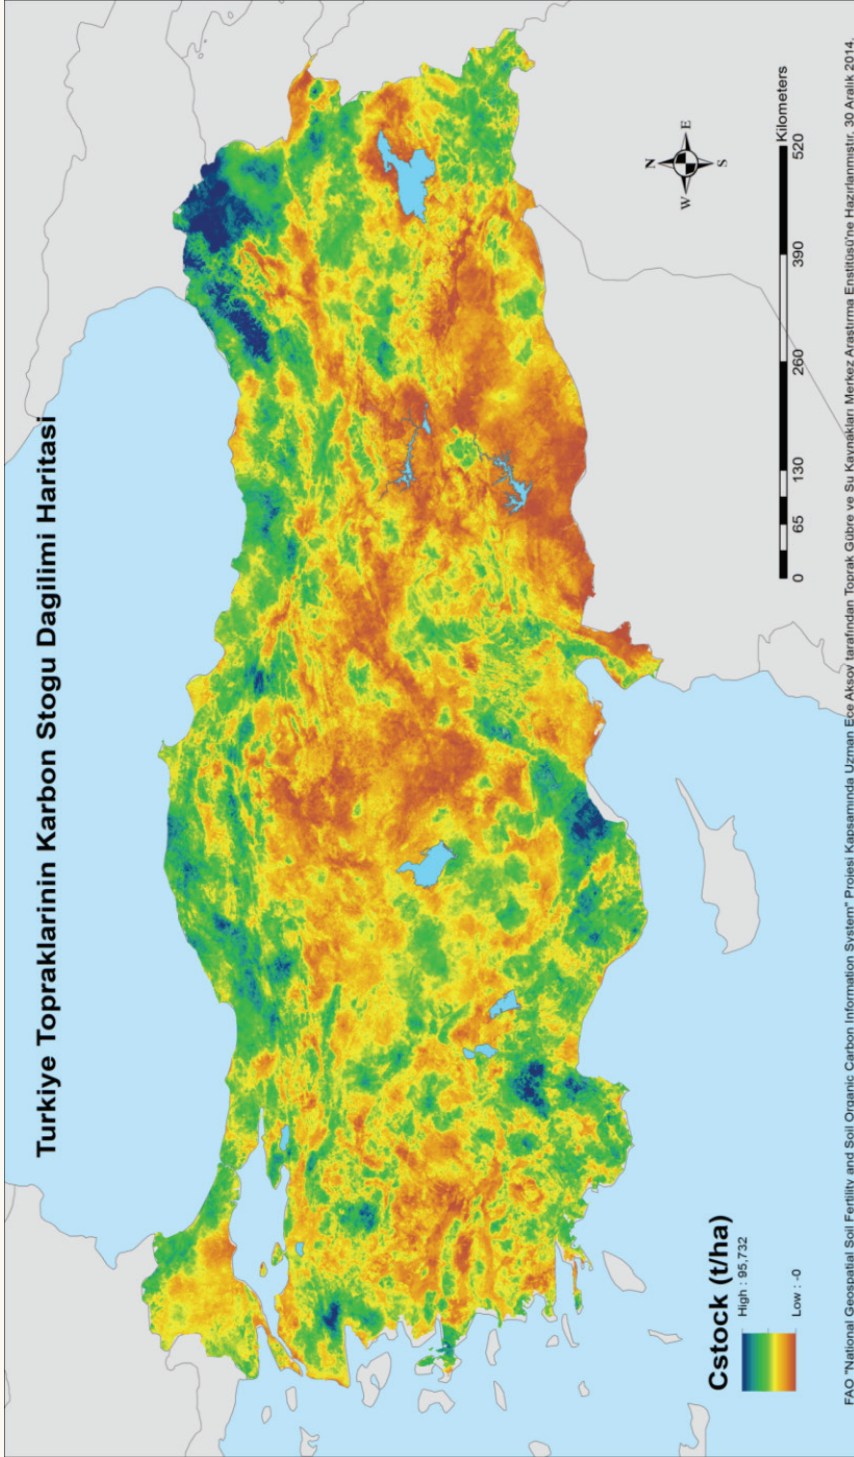 Turkiye Topraklarinin Karbon Stogu Dagilimi Haritasi
N
W
E
S
Kilometers
0 65 130 260 390 520
Cstock (t/ha)
High : 95,732
Low : -0
FAO "National Geospatial Soil Fertility and Soil Organic Carbon Information System" Projesi Kapsamında Uzman Ece Aksoy tarafından Toprak Gübre ve Su Kaynakları Merkez Araştırma Enstitüsü'ne Hazırlanmıştır. 30 Aralık 2014.